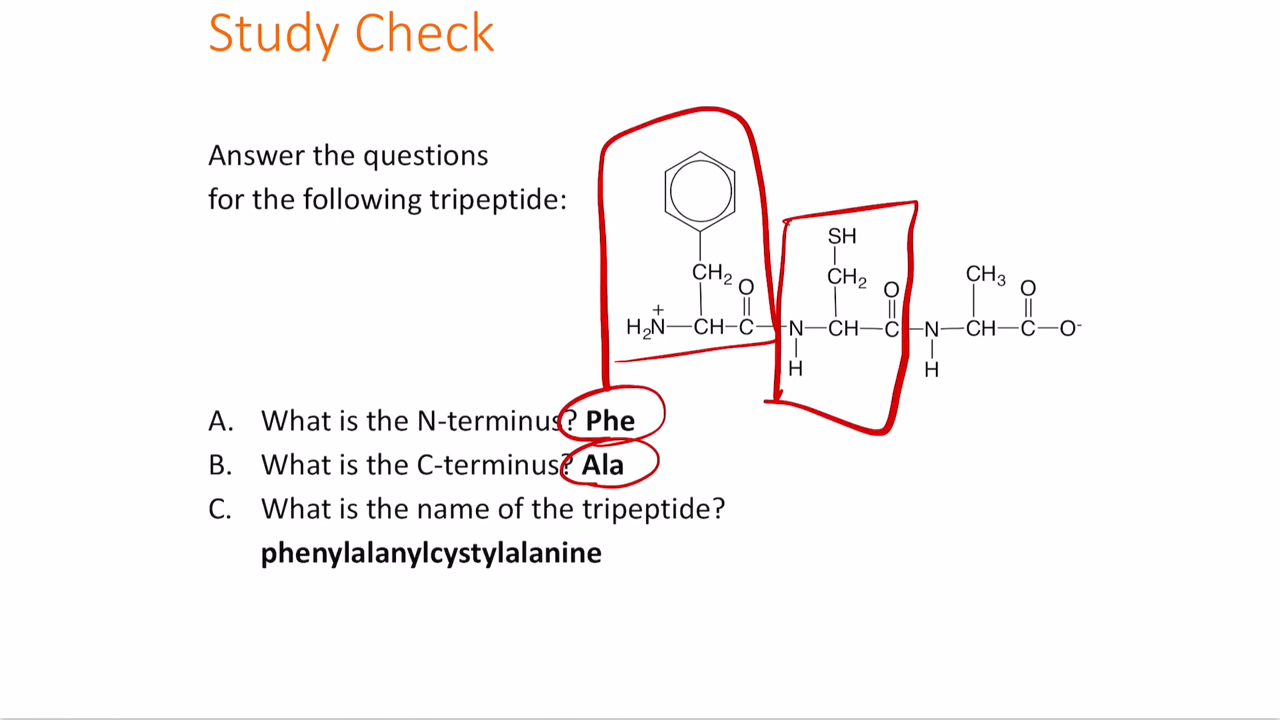 Study Check
Answer the questions
for the following tripeptide:
SH
CH2 O
CH2 O
CH3 O
+
H2N—CH—C—N—CH—C—N—CH—C—O-
H
H
A. What is the N-terminus? Phe
B. What is the C-terminus? Ala
C. What is the name of the tripeptide?
phenylalanylcystylalanine